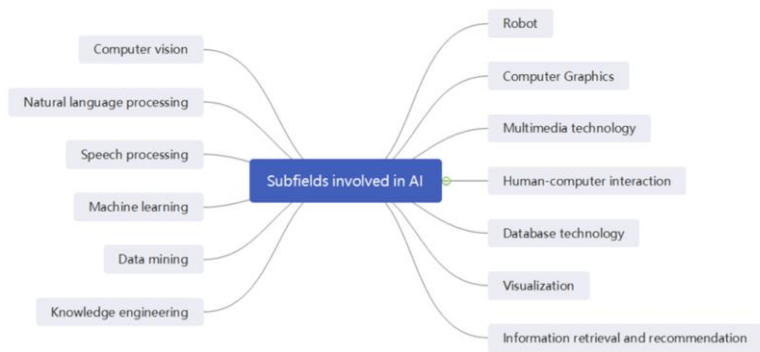 Computer vision
Natural language processing
Speech processing
Machine learning
Data mining
Knowledge engineering
Subfields involved in AI
Robot
Computer Graphics
Multimedia technology
Human-computer interaction
Database technology
Visualization
Information retrieval and recommendation